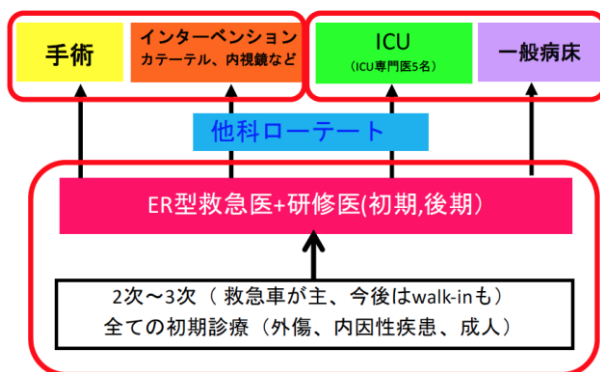 手術
インターベンション
カテーテル、内視鏡など
ICU
（ICU専門医5名）
一般病床
他科ローテート
ER型救急医+研修医(初期,後期）
2次～3次（ 救急車が主、今後はwalk-inも）
全ての初期診療（外傷、内因性疾患、成人）